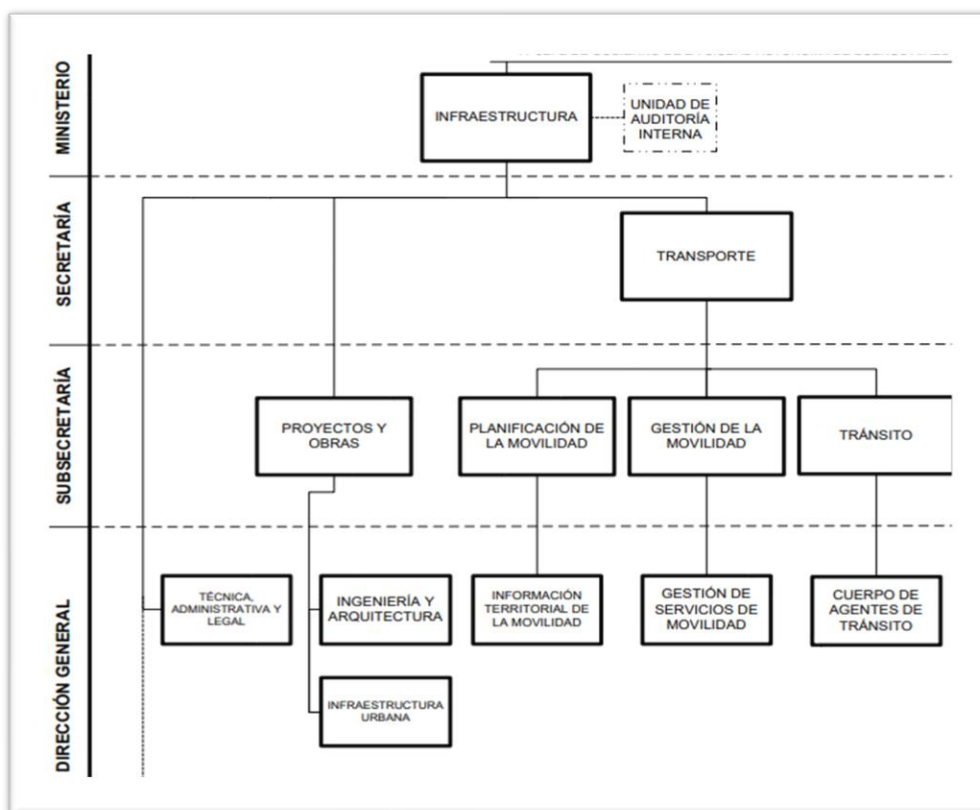 MINISTERIO
INFRAESTRUCTURA
UNIDAD DE
AUDITORÍA
INTERNA
SECRETARÍA
TRANSPORTE
SUBSECRETARÍA
PROYECTOS Y
OBRAS
PLANIFICACIÓN DE
LA MOVILIDAD
GESTIÓN DE LA
MOVILIDAD
TRÁNSITO
DIRECCIÓN GENERAL
TÉCNICA,
ADMINISTRATIVA Y
LEGAL
INGENIERÍA Y
ARQUITECTURA
INFORMACIÓN
TERRITORIAL DE
LA MOVILIDAD
GESTIÓN DE
SERVICIOS DE
MOVILIDAD
CUERPO DE
AGENTES DE
TRÁNSITO
INFRAESTRUCTURA
URBANA